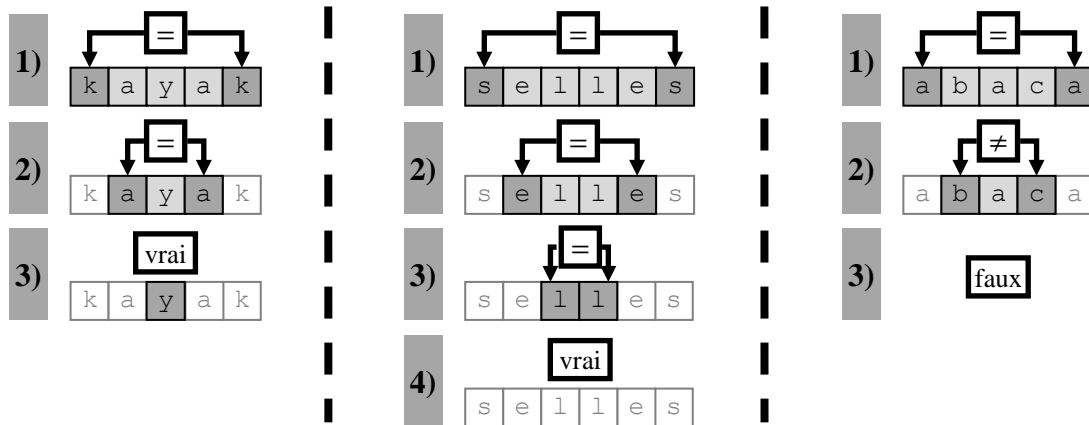 =
1) k a y a k
=
2) k a y a k
vrai
3) k a y a k
=
1) s e l l e s
=
2) s e l l e s
=
3) s e l l e s
vrai
4) s e l l e s
=
1) a b a c a
≠
2) a b a c a
3) faux